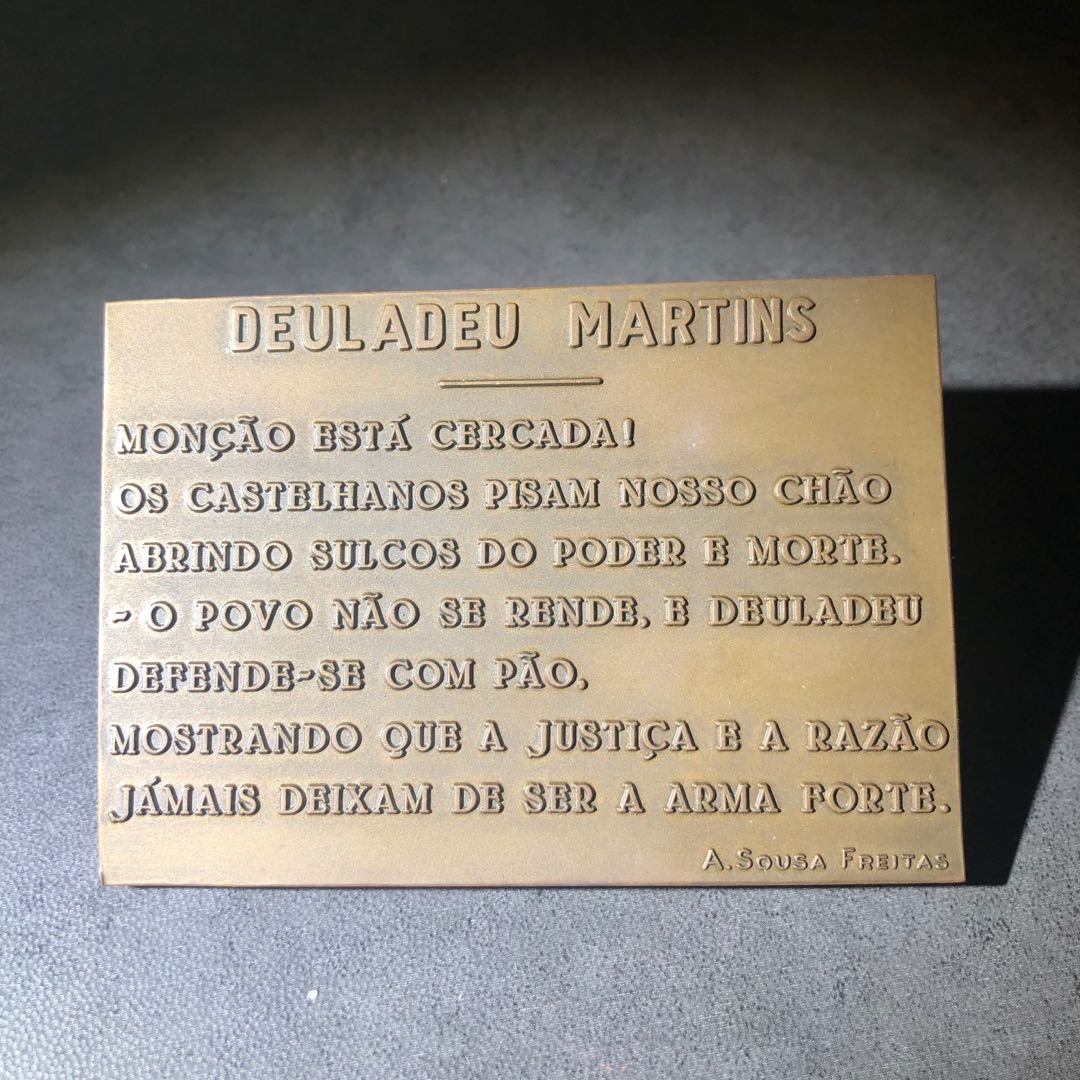 DEULADEU MARTINS
MONÇÃO ESTÁ CERCADA!
OS CASTELHANOS PISAM NOSSO CHÃO
ABRINDO SULCOS DO PODER E MORTE.
- O POVO NÃO SE RENDE, E DEULADEU
DEFENDE-SE COM PÃO,
MOSTRANDO QUE A JUSTIÇA E A RAZÃO
JÁMAIS DEIXAM DE SER A ARMA FORTE.
A. SOUSA FREITAS